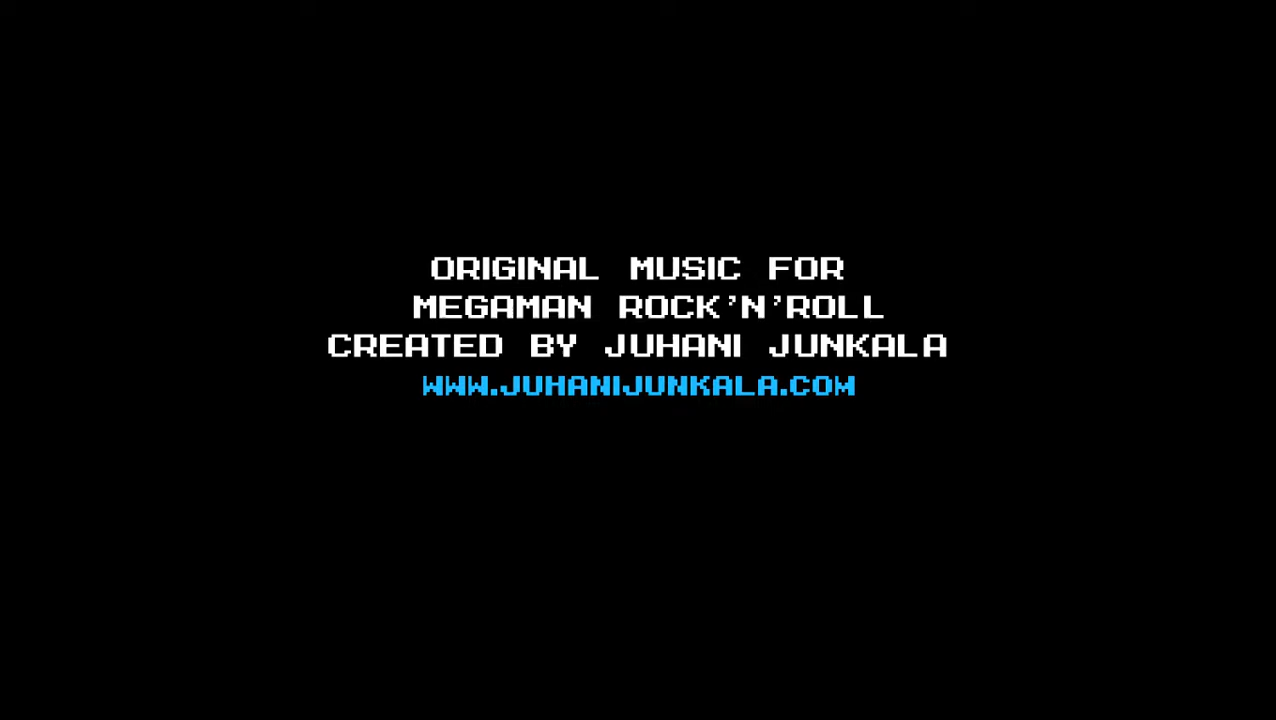 ORIGINAL MUSIC FOR
MEGAMAN ROCK'N'ROLL
CREATED BY JUHANI JUNKALA
WWW.JUHANIJUNKALA.COM